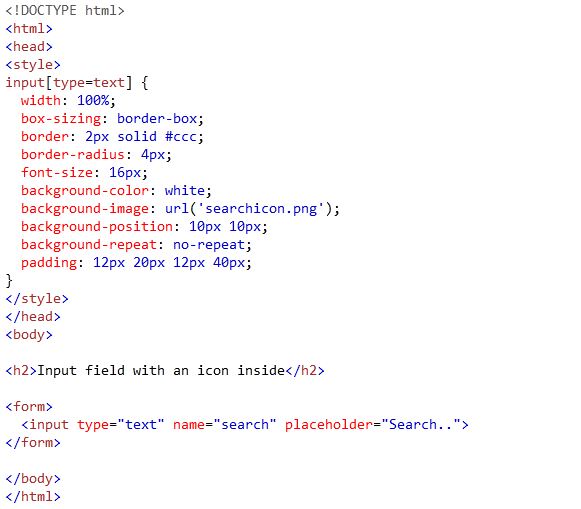 <!DOCTYPE html>
<html>
<head>
<style>
input[type=text] {
  width: 100%;
  box-sizing: border-box;
  border: 2px solid #ccc;
  border-radius: 4px;
  font-size: 16px;
  background-color: white;
  background-image: url('searchicon.png');
  background-position: 10px 10px;
  background-repeat: no-repeat;
  padding: 12px 20px 12px 40px;
}
</style>
</head>
<body>

<h2>Input field with an icon inside</h2>

<form>
  <input type="text" name="search" placeholder="Search..">
</form>

</body>
</html>